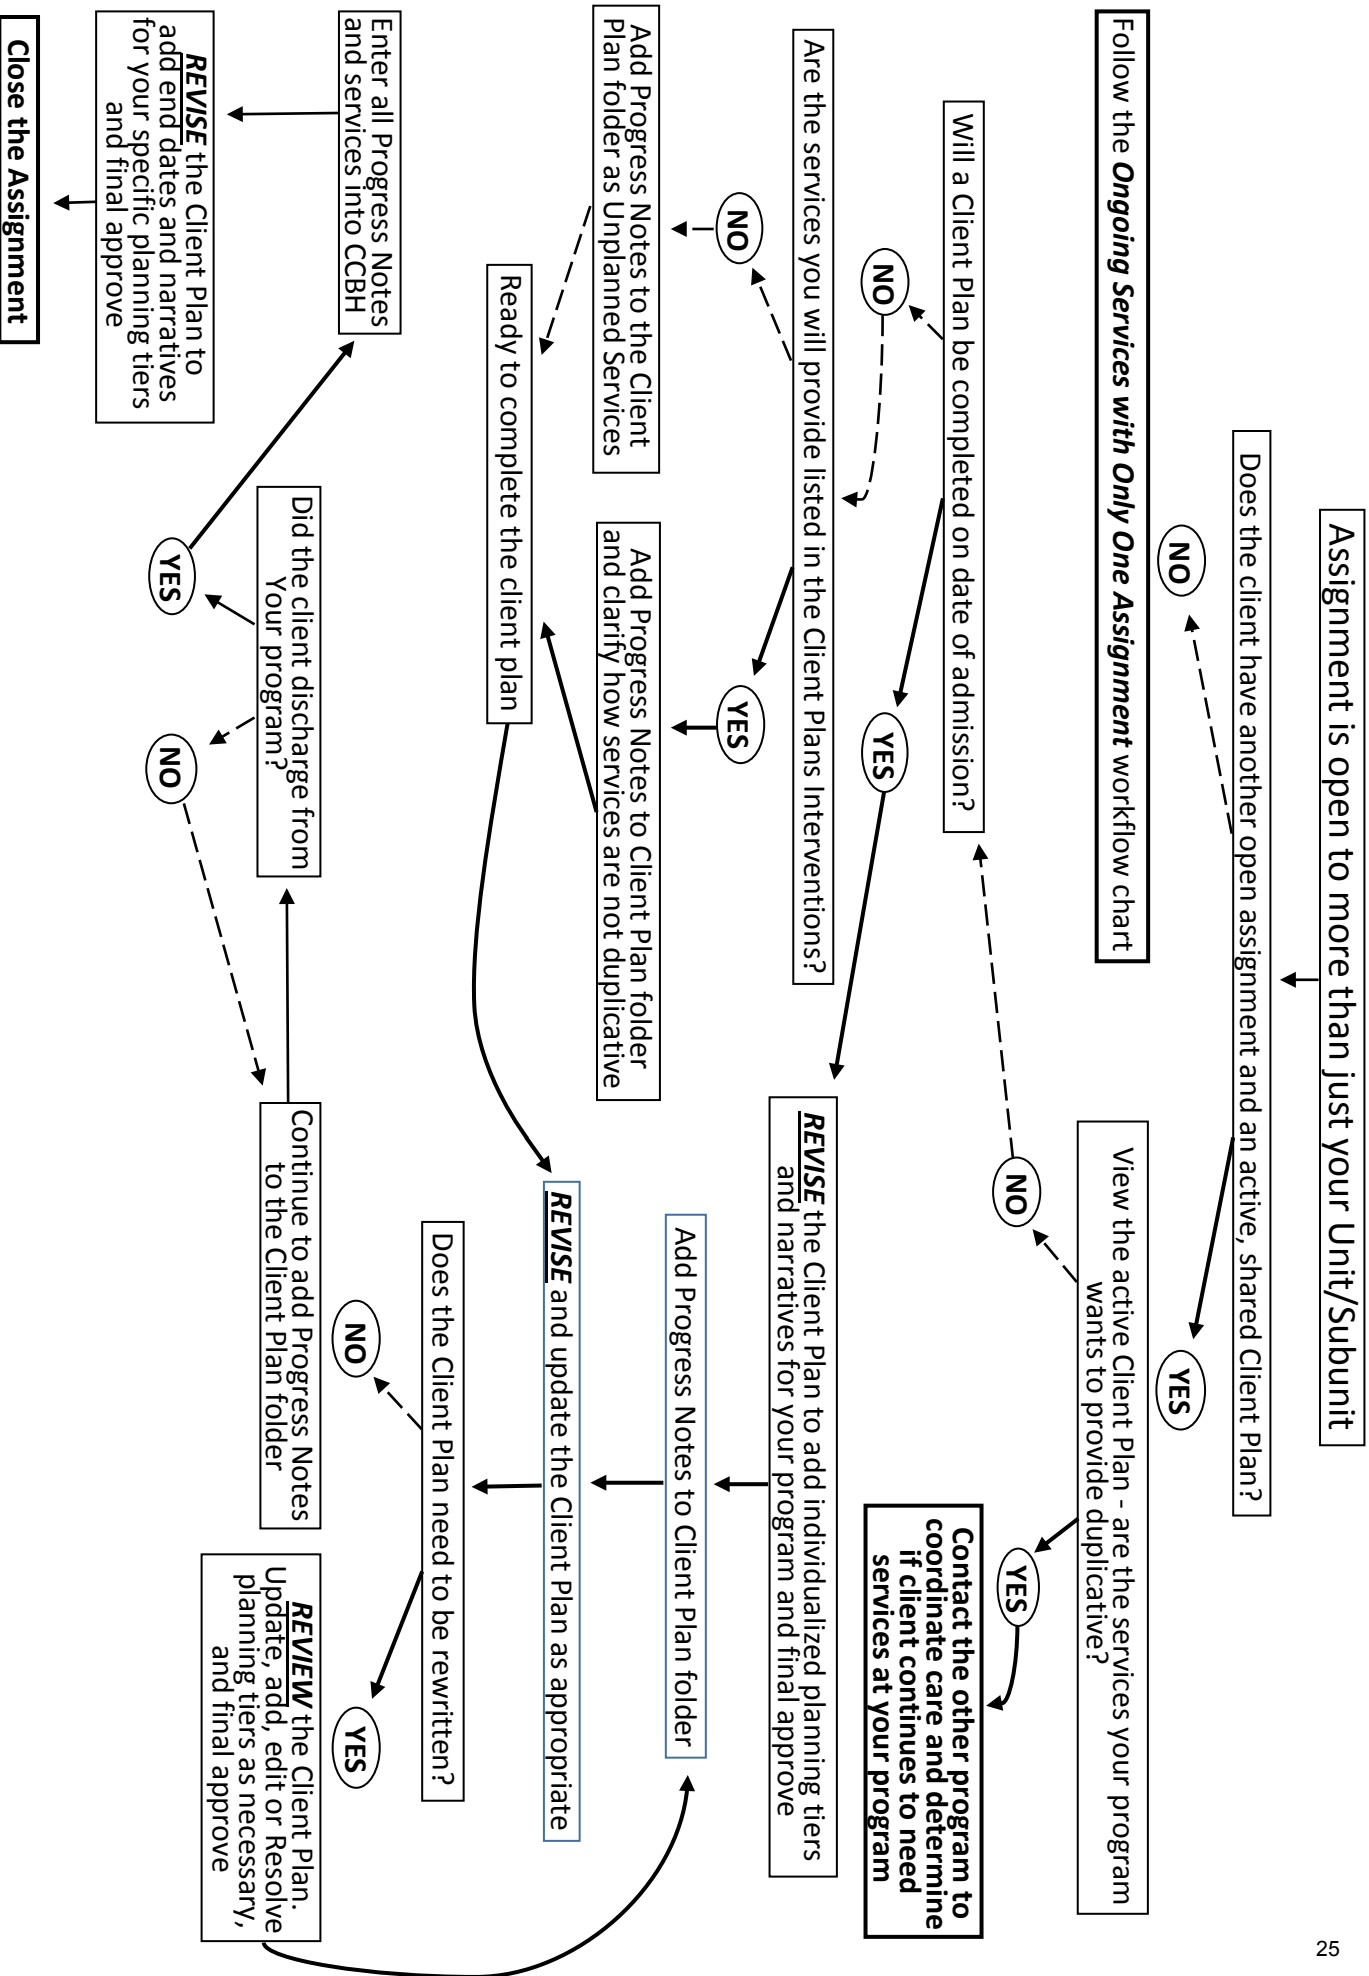 Assignment is open to more than just your Unit/Subunit
Does the client have another open assignment and an active, shared Client Plan?
NO
YES
Follow the Ongoing Services with Only One Assignment workflow chart
View the active Client Plan - are the services your program
wants to provide duplicative?
NO
YES
Will a Client Plan be completed on date of admission?
Contact the other program to
coordinate care and determine
if client continues to need
services at your program
NO
YES
Are the services you will provide listed in the Client Plans Interventions?
REVISE the Client Plan to add individualized planning tiers
and narratives for your program and final approve
NO
YES
Add Progress Notes to the Client
Plan folder as Unplanned Services
Add Progress Notes to Client Plan folder
and clarify how services are not duplicative
Add Progress Notes to Client Plan folder
Ready to complete the client plan
REVISE and update the Client Plan as appropriate
Does the Client Plan need to be rewritten?
NO
YES
Enter all Progress Notes
and services into CCBH
Did the client discharge from
Your program?
Continue to add Progress Notes
to the Client Plan folder
REVIEW the Client Plan.
Update, add, edit or Resolve
planning tiers as necessary,
and final approve
YES
NO
REVISE the Client Plan to
add end dates and narratives
for your specific planning tiers
and final approve
Close the Assignment
25